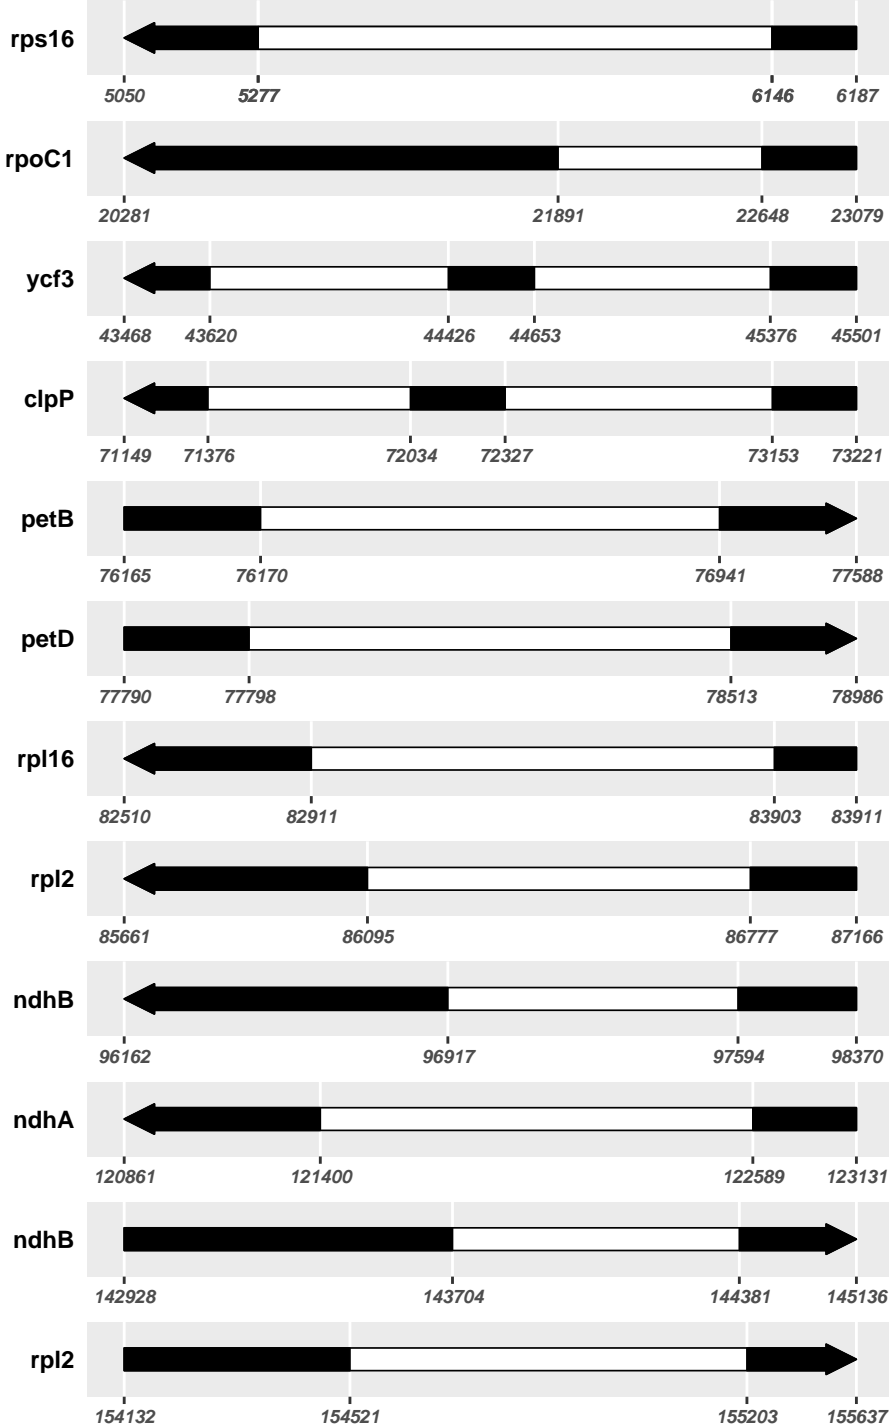 rps16
5050 5277 6146 6187
rpoC1
20281 21891 22648 23079
ycf3
43468 43620 44426 44653 45376 45501
clpP
71149 71376 72034 72327 73153 73221
petB
76165 76170 76941 77588
petD
77790 77798 78513 78986
rpl16
82510 82911 83903 83911
rpl2
85661 86095 86777 87166
ndhB
96162 96917 97594 98370
ndhA
120861 121400 122589 123131
ndhB
142928 143704 144381 145136
rpl2
154132 154521 155203 155637